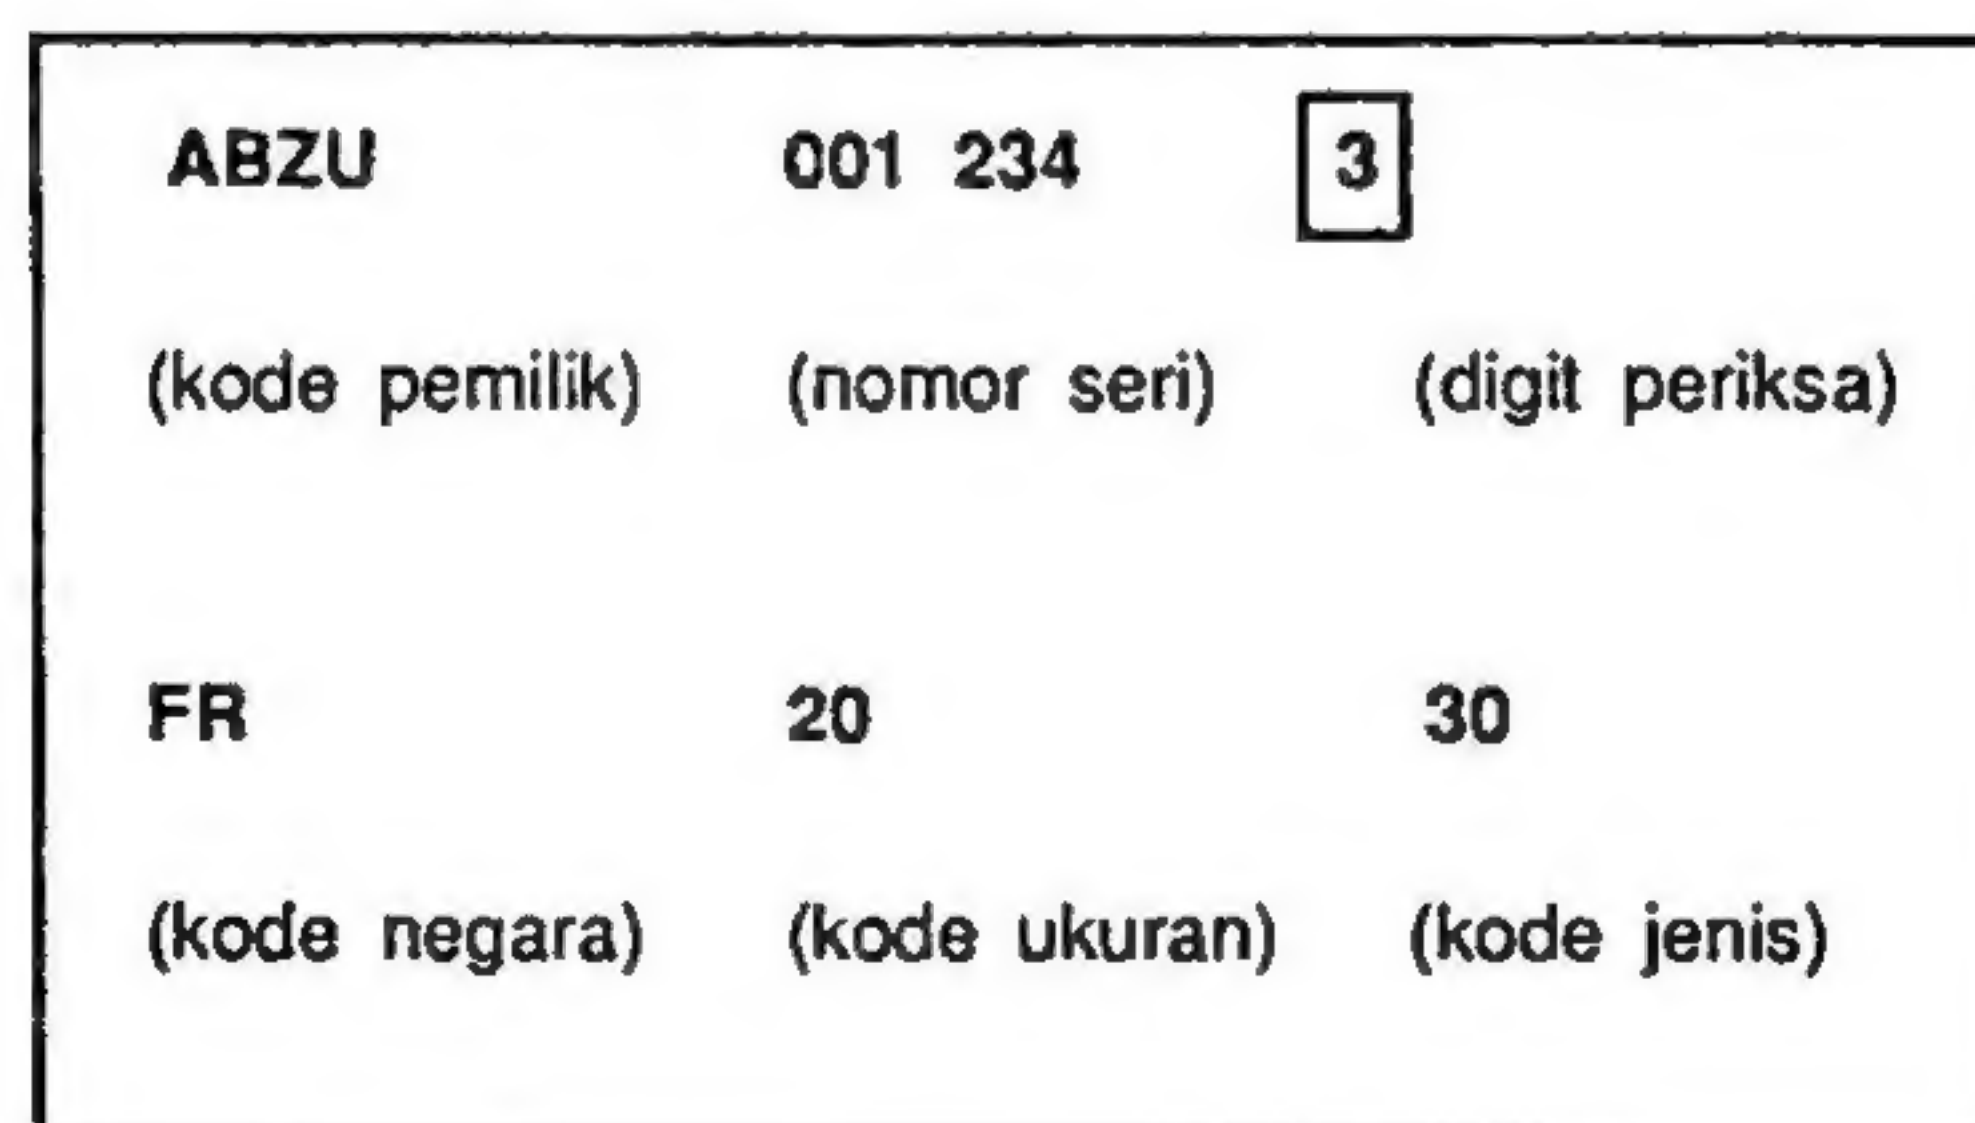 ABZU 001 234 3
(kode pemilik) (nomor seri) (digit periksa)
FR 20 30
(kode negara) (kode ukuran) (kode jenis)